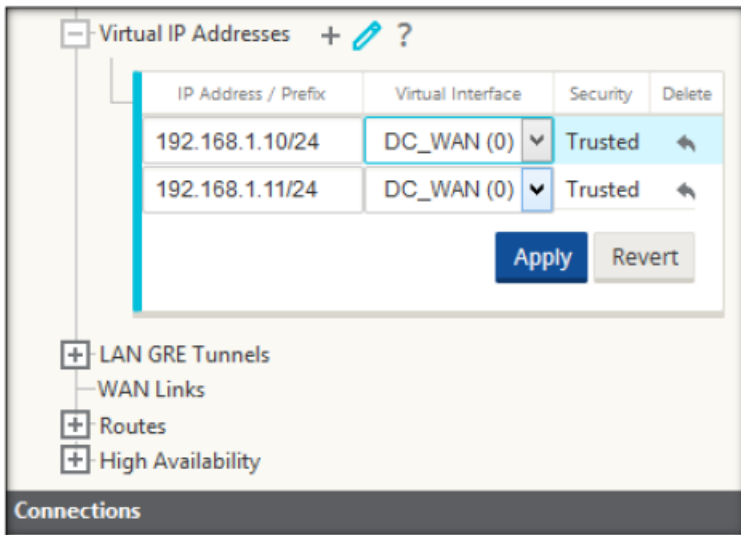 Virtual IP Addresses + ?
IP Address / Prefix Virtual Interface Security Delete
192.168.1.10/24 DC_WAN (0) Trusted
192.168.1.11/24 DC_WAN (0) Trusted
Apply Revert
LAN GRE Tunnels
WAN Links
Routes
High Availability
Connections